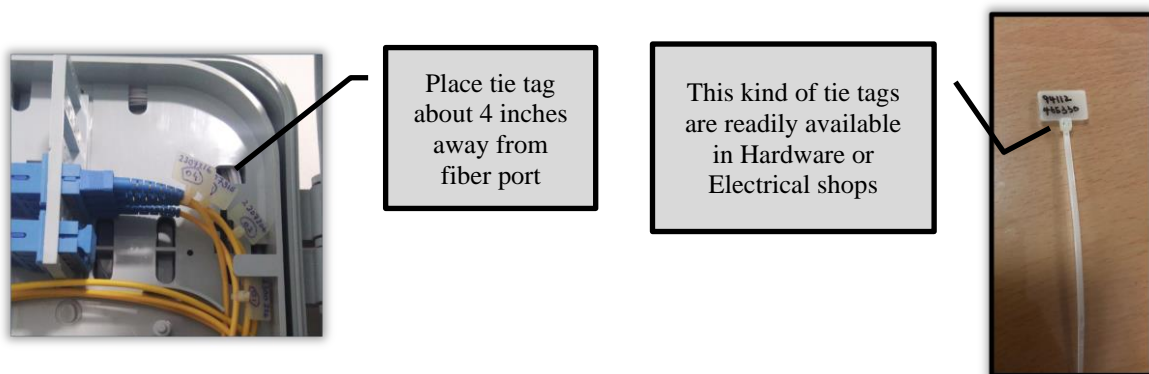 Place tie tag
about 4 inches
away from
fiber port
This kind of tie tags
are readily available
in Hardware or
Electrical shops
94112